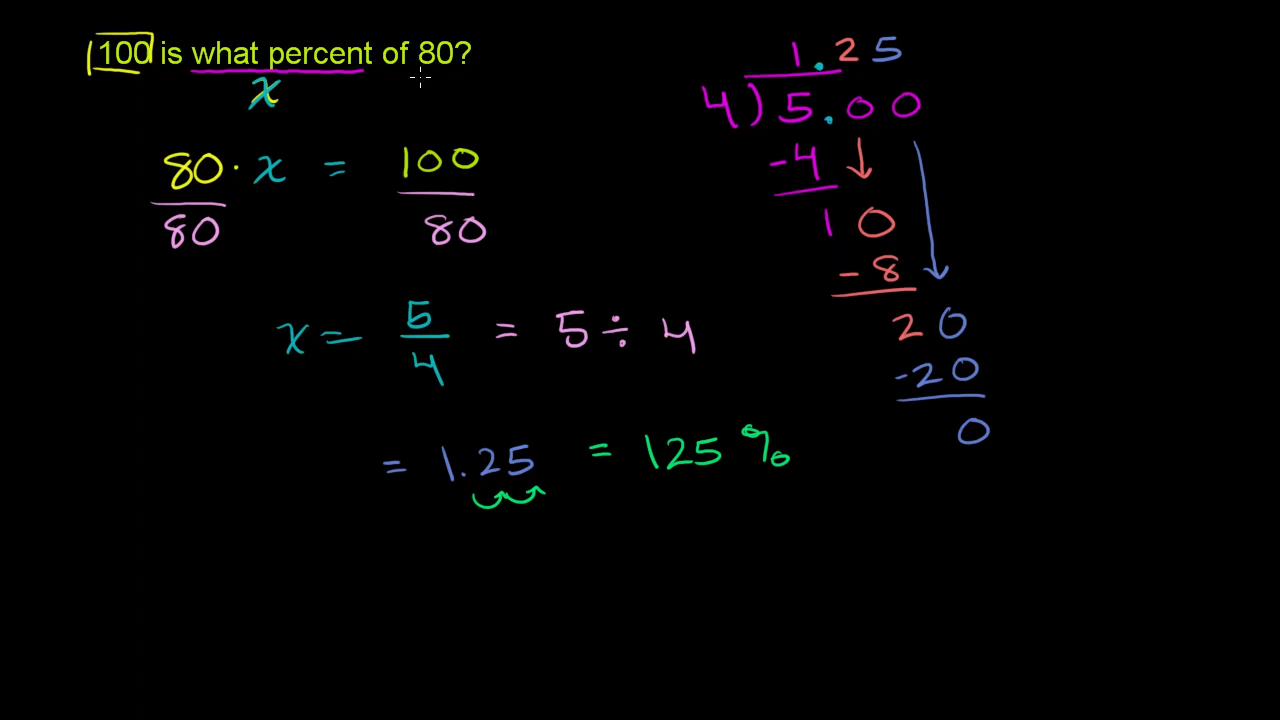 100 is what percent of 80?
x
80 · x = 100
80 80
x = 5/4 = 5 ÷ 4
= 1.25 = 125 %
1.25
4 ) 5.00
-4
10
-8
20
-20
0